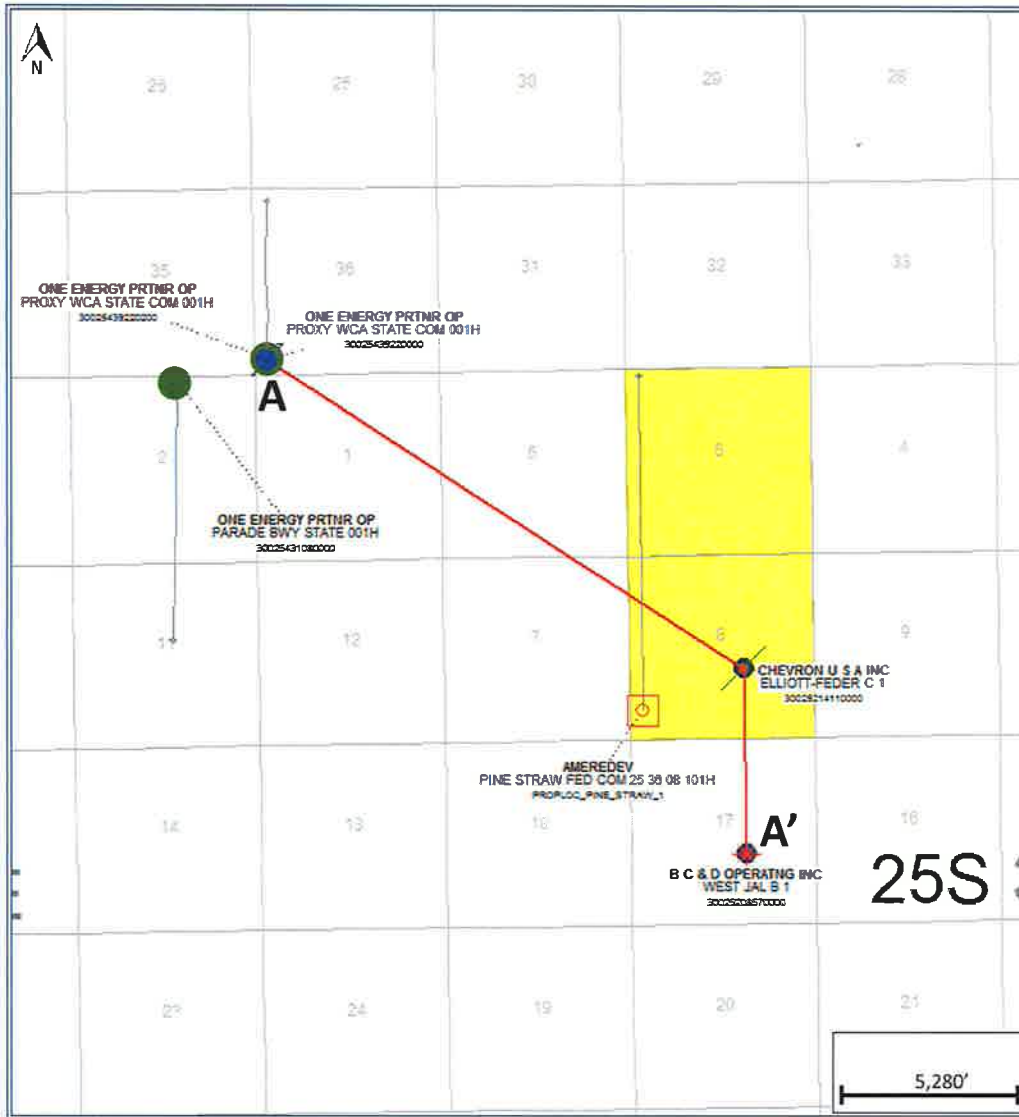 N
26
25
30
29
28
35
36
31
32
33
ONE ENERGY PRTNR OP
PROXY WCA STATE COM 001H
30025439220200
ONE ENERGY PRTNR OP
PROXY WCA STATE COM 001H
30025439220000
A
2
1
5
4
ONE ENERGY PRTNR OP
PARADE BWY STATE 001H
30025431080000
11
12
7
8
9
CHEVRON U S A INC
ELLIOTT-FEDER C 1
30025214110000
AMEREDEV
PINE STRAW FED COM 25 36 08 101H
PROPLOC_PINE_STRAW_1
14
13
18
17
16
A'
B C & D OPERATNG INC
WEST JAL B 1
30025208570000
25S
23
24
19
20
21
5,280'